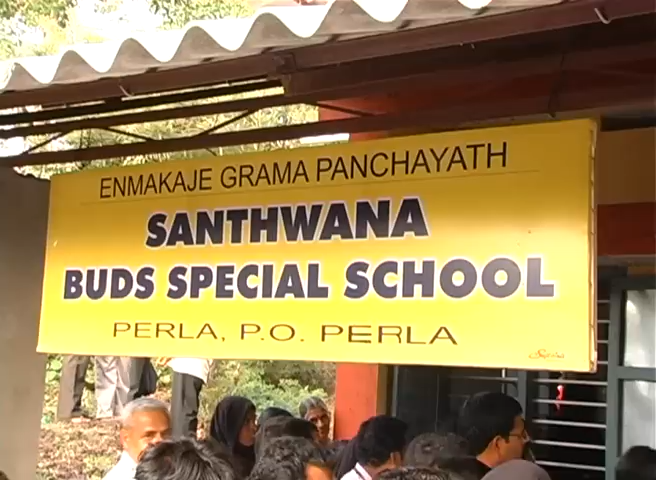 ENMAKAJE GRAMA PANCHAYATH
SANTHWANA
BUDS SPECIAL SCHOOL
PERLA, P.O. PERLA